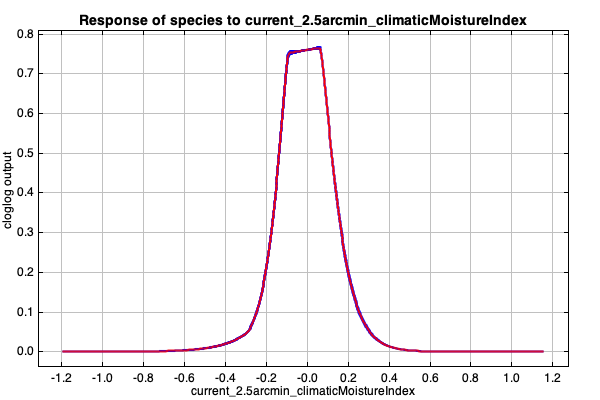 Response of species to current_2.5arcmin_climaticMoistureIndex
0.8
0.7
0.6
0.5
0.4
0.3
0.2
0.1
0.0
cloglog output
-1.2 -1.0 -0.8 -0.6 -0.4 -0.2 -0.0 0.2 0.4 0.6 0.8 1.0 1.2
current_2.5arcmin_climaticMoistureIndex